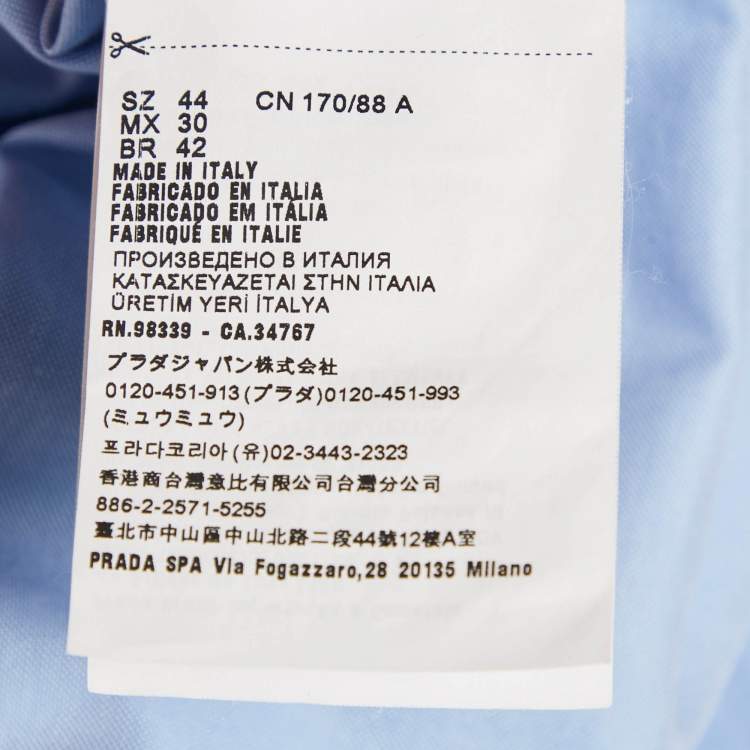 SZ 44 CN 170/88 A
MX 30
BR 42
MADE IN ITALY
FABRICADO EN ITALIA
FABRICADO EM ITÁLIA
FABRIQUÉ EN ITALIE
ПРОИЗВЕДЕНО В ИТАЛИЯ
ΚΑΤΑΣΚΕΥΑΖΕΤΑΙ ΣΤΗΝ ΙΤΑΛΙΑ
ÜRETİM YERİ İTALYA
RN.98339 - CA.34767
プラダジャパン株式会社
0120-451-913(プラダ)0120-451-993
(ミュウミュウ)
프라다코리아(유)02-3443-2323
香港商台灣意比有限公司台灣分公司
886-2-2571-5255
臺北市中山區中山北路二段44號12樓A室
PRADA SPA Via Fogazzaro,28 20135 Milano